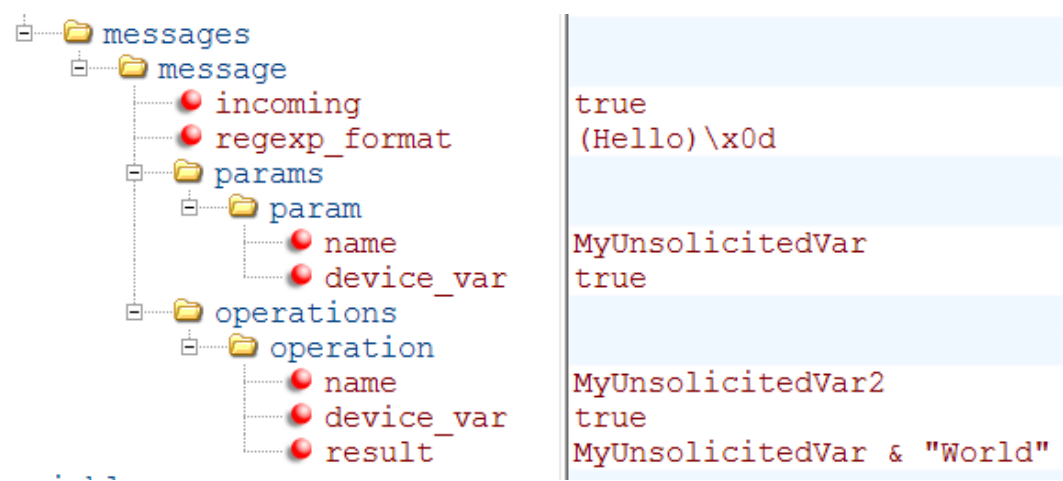 messages
message
incoming true
regexp_format (Hello)\x0d
params
param
name MyUnsolicitedVar
device_var true
operations
operation
name MyUnsolicitedVar2
device_var true
result MyUnsolicitedVar & "World"